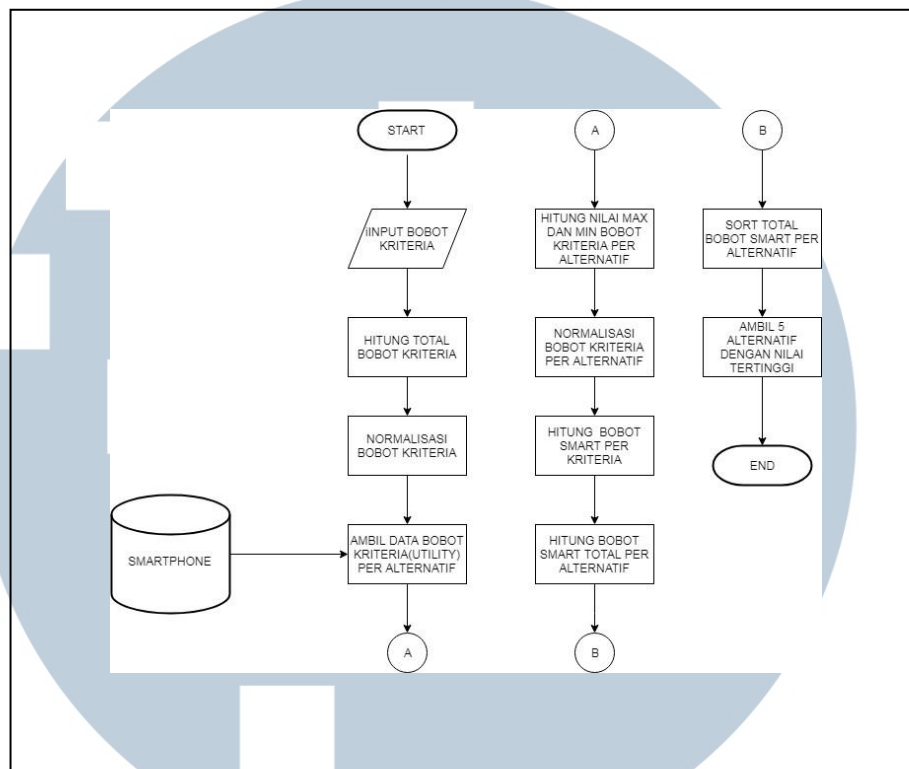 START
iINPUT BOBOT
KRITERIA
HITUNG TOTAL
BOBOT KRITERIA
NORMALISASI
BOBOT KRITERIA
SMARTPHONE
AMBIL DATA BOBOT
KRITERIA(UTILITY)
PER ALTERNATIF
A
A
HITUNG NILAI MAX
DAN MIN BOBOT
KRITERIA PER
ALTERNATIF
NORMALISASI
BOBOT KRITERIA
PER ALTERNATIF
HITUNG BOBOT
SMART PER
KRITERIA
HITUNG BOBOT
SMART TOTAL PER
ALTERNATIF
B
B
SORT TOTAL
BOBOT SMART PER
ALTERNATIF
AMBIL 5
ALTERNATIF
DENGAN NILAI
TERTINGGI
END